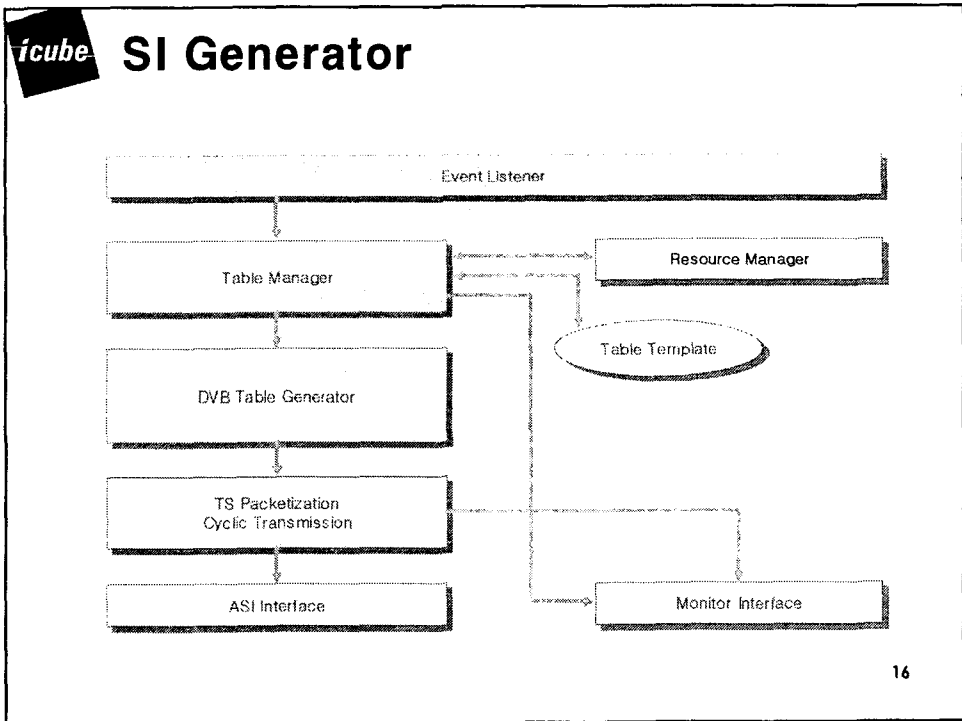 icube
SI Generator
Event Listener
Table Manager
Resource Manager
Table Template
DVB Table Generator
TS Packetization
Cyclic Transmission
ASI Interface
Monitor Interface
16